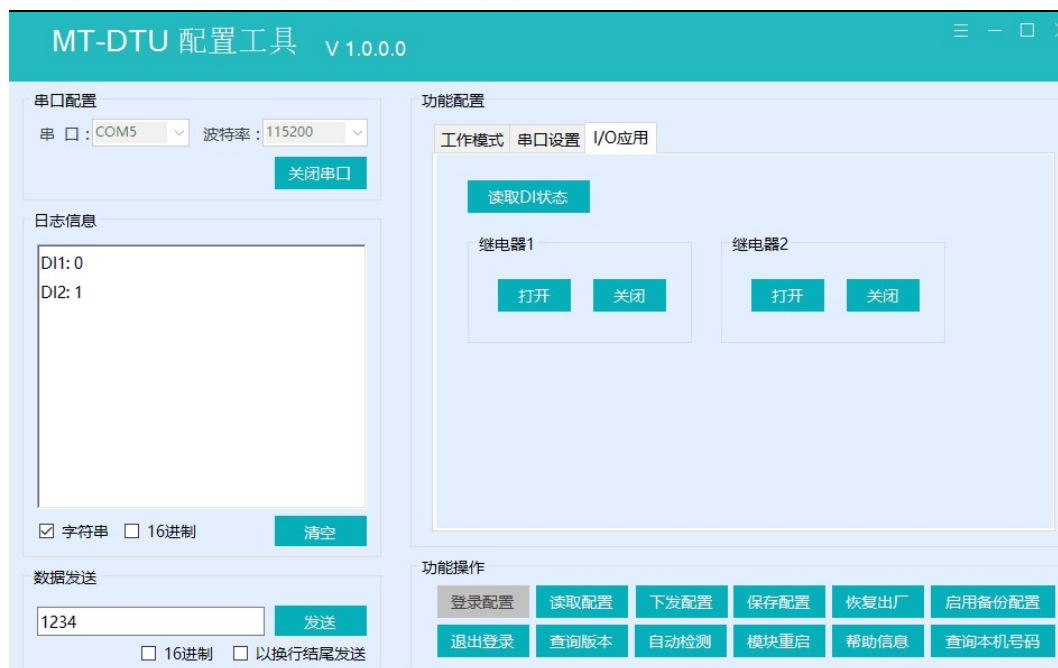 MT-DTU 配置工具 V 1.0.0.0
串口配置
串 口: COM5 波特率: 115200
关闭串口
日志信息
DI1: 0
DI2: 1
字符串 16进制 清空
数据发送
1234 发送
16进制 以换行结尾发送
功能配置
工作模式 串口设置 I/O应用
读取DI状态
继电器1 继电器2
打开 关闭 打开 关闭
功能操作
登录配置 读取配置 下发配置 保存配置 恢复出厂 启用备份配置
退出登录 查询版本 自动检测 模块重启 帮助信息 查询本机号码